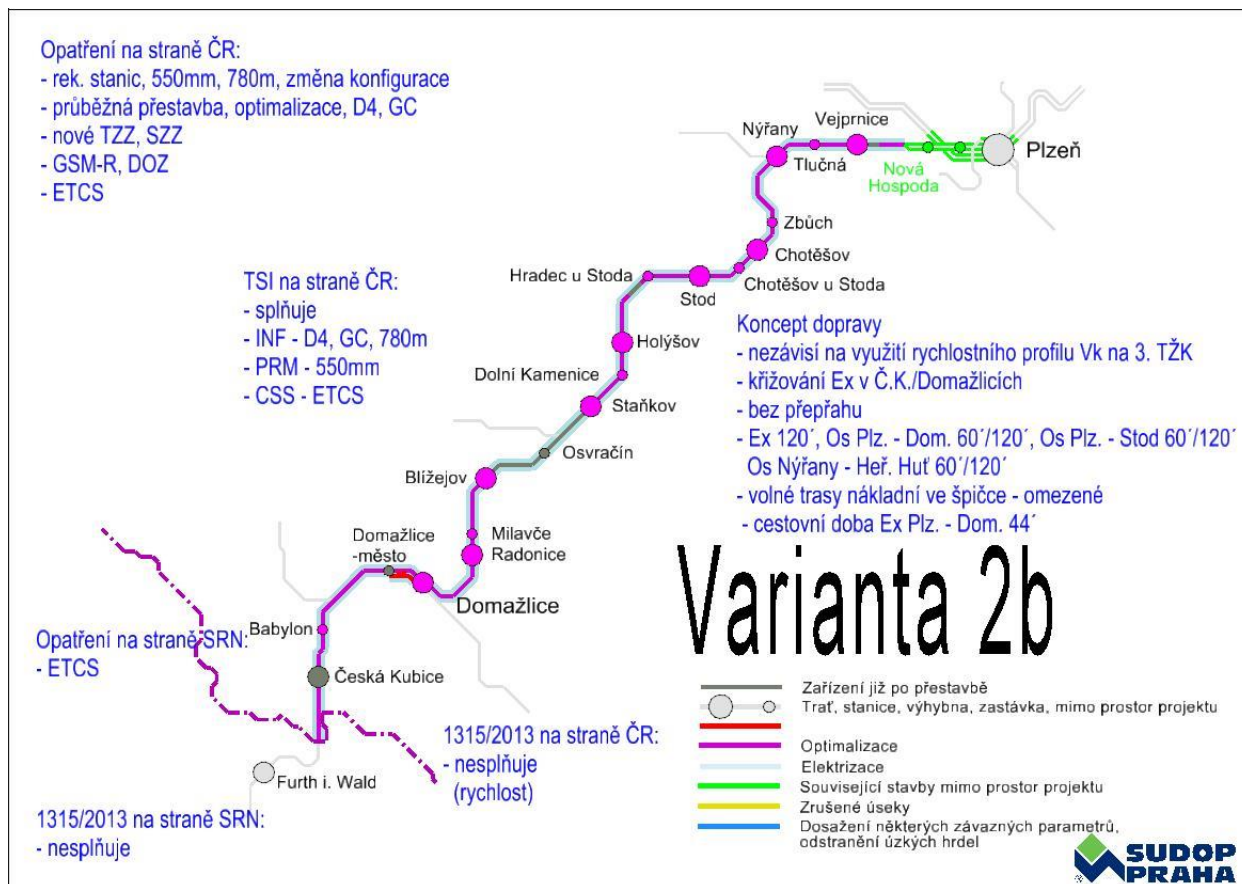 Opatření na straně ČR:
- rek. stanic, 550mm, 780m, změna konfigurace
- průběžná přestavba, optimalizace, D4, GC
- nové TZZ, SZZ
- GSM-R, DOZ
- ETCS
Nýřany
Vejprnice
Tlučná
Nová
Hospoda
Plzeň
Zbůch
Chotěšov
Chotěšov u Stoda
Hradec u Stoda
Stod
TSI na straně ČR:
- splňuje
- INF - D4, GC, 780m
- PRM - 550mm
- CSS - ETCS
Holýšov
Dolní Kamenice
Staňkov
Osvračín
Blížejov
Koncept dopravy
- nezávisí na využití rychlostního profilu Vk na 3. TŽK
- křižování Ex v Č.K./Domažlicích
- bez přepřahu
- Ex 120´, Os Plz. - Dom. 60´/120´, Os Plz. - Stod 60´/120´
Os Nýřany - Heř. Huť 60´/120´
- volné trasy nákladní ve špičce - omezené
- cestovní doba Ex Plz. - Dom. 44´
Milavče
Radonice
Domažlice
-město
Domažlice
Babylon
Česká Kubice
Furth i. Wald
Opatření na straně SRN:
- ETCS
1315/2013 na straně ČR:
- nesplňuje
(rychlost)
1315/2013 na straně SRN:
- nesplňuje
Varianta 2b
Zařízení již po přestavbě
Trať, stanice, výhybna, zastávka, mimo prostor projektu
Optimalizace
Elektrizace
Související stavby mimo prostor projektu
Zrušené úseky
Dosažení některých závazných parametrů,
odstranění úzkých hrdel
SUDOP
PRAHA